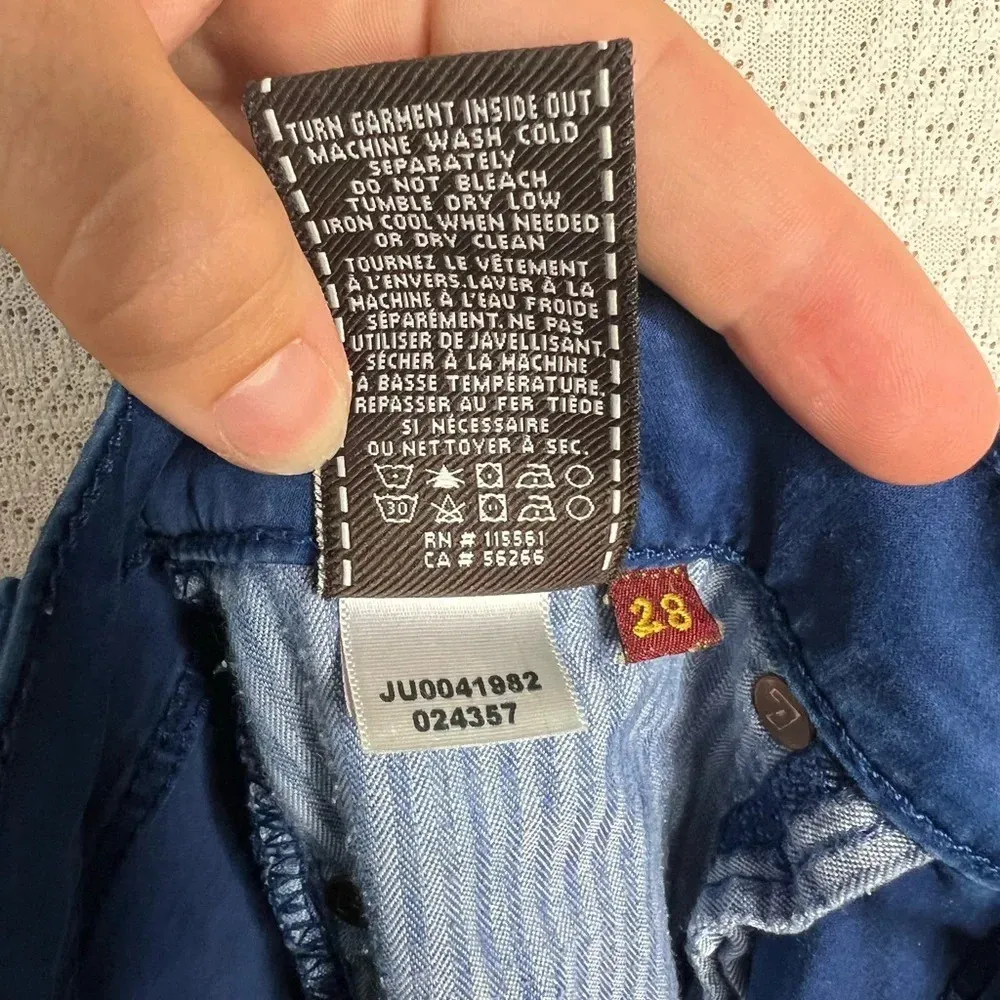 TURN GARMENT INSIDE OUT
MACHINE WASH COLD
SEPARATELY
DO NOT BLEACH
TUMBLE DRY LOW
IRON COOL WHEN NEEDED
OR DRY CLEAN
TOURNEZ LE VÊTEMENT
À L'ENVERS.LAVER À LA
MACHINE À L'EAU FROIDE
SÉPARÉMENT. NE PAS
UTILISER DE JAVELLISANT.
SÉCHER À LA MACHINE
À BASSE TEMPÉRATURE.
REPASSER AU FER TIÈDE
SI NÉCESSAIRE
OU NETTOYER À SEC.
30
RN # 115561
CA # 56266
28
JU0041982
024357